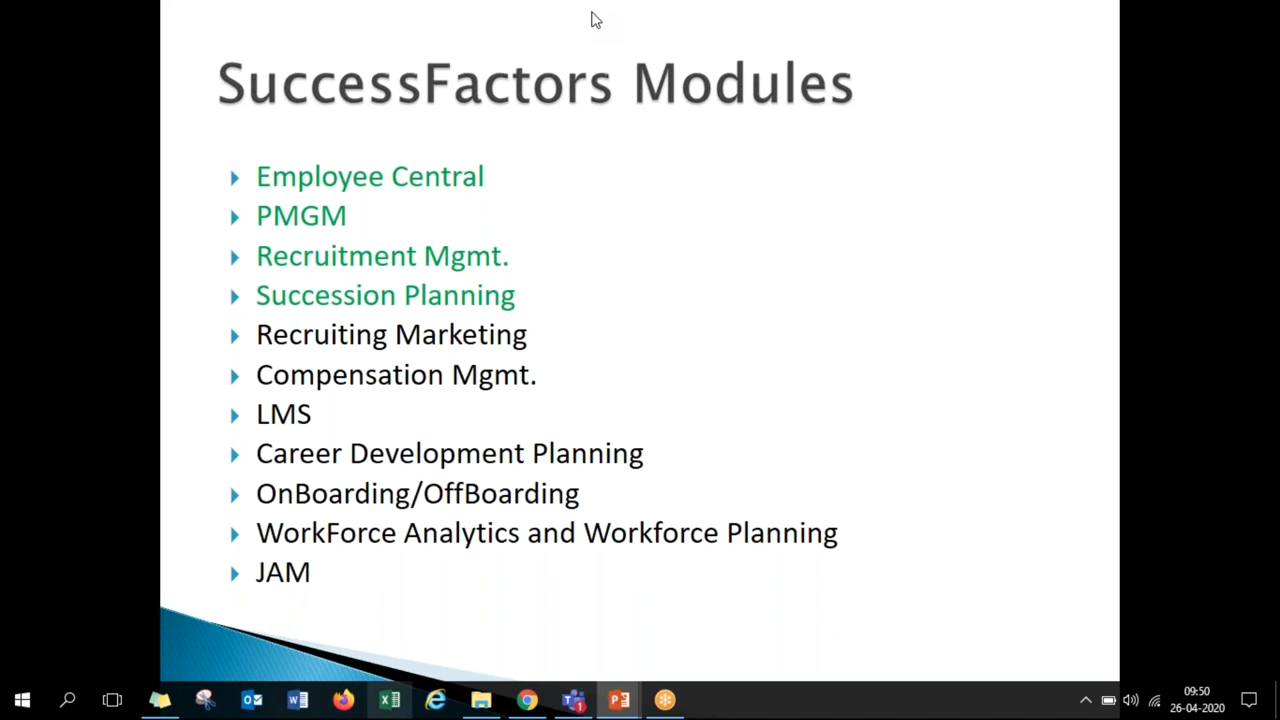 SuccessFactors Modules
Employee Central
PMGM
Recruitment Mgmt.
Succession Planning
Recruiting Marketing
Compensation Mgmt.
LMS
Career Development Planning
OnBoarding/OffBoarding
WorkForce Analytics and Workforce Planning
JAM
09:50
26-04-2020